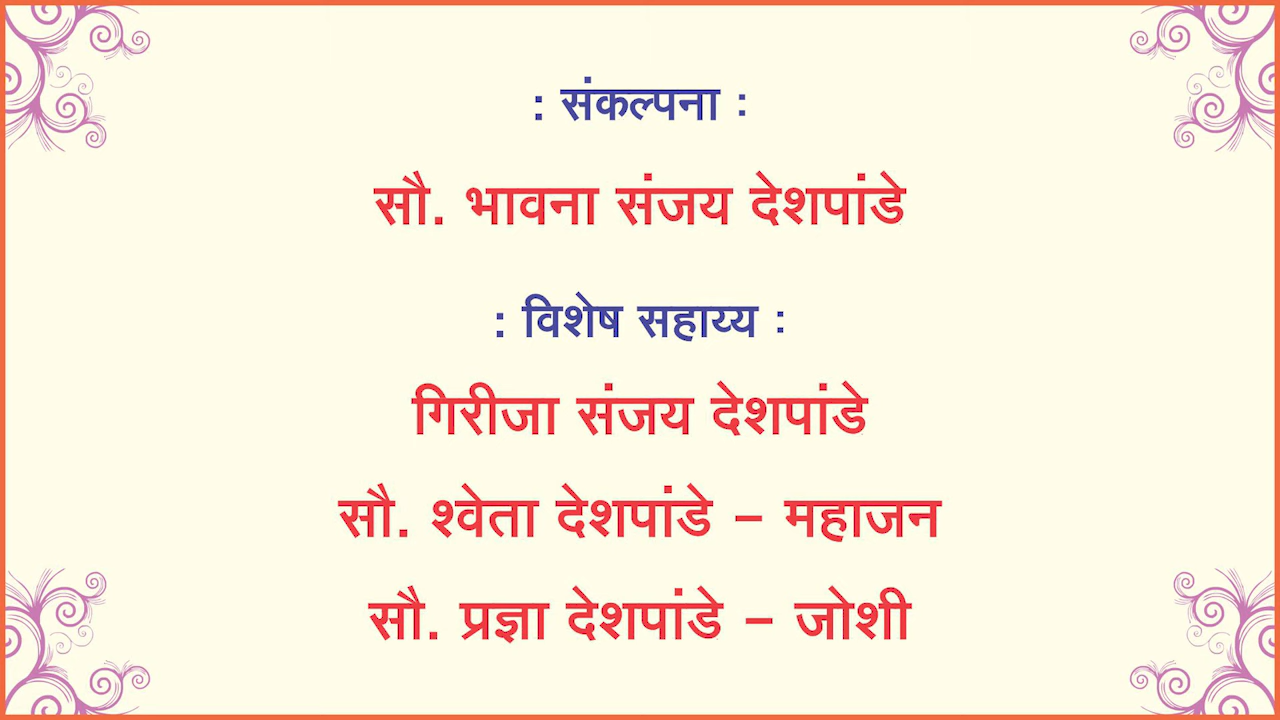 : संकल्पना :
सौ. भावना संजय देशपांडे
: विशेष सहाय्य :
गिरीजा संजय देशपांडे
सौ. श्वेता देशपांडे – महाजन
सौ. प्रज्ञा देशपांडे – जोशी